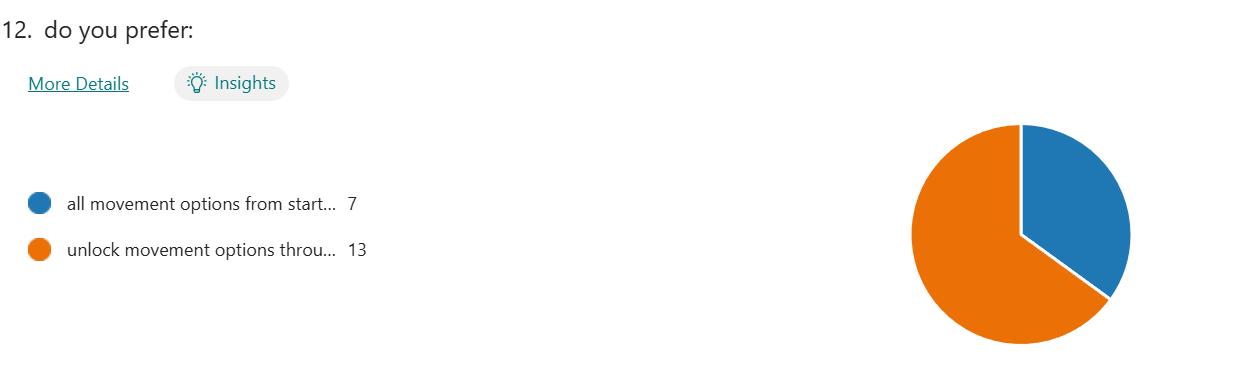 12. do you prefer:
More Details Insights
all movement options from start... 7
unlock movement options throu... 13